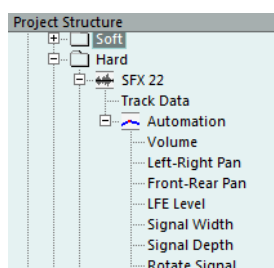 Project Structure
Soft
Hard
SFX 22
Track Data
Automation
Volume
Left-Right Pan
Front-Rear Pan
LFE Level
Signal Width
Signal Depth
Rotate Signal